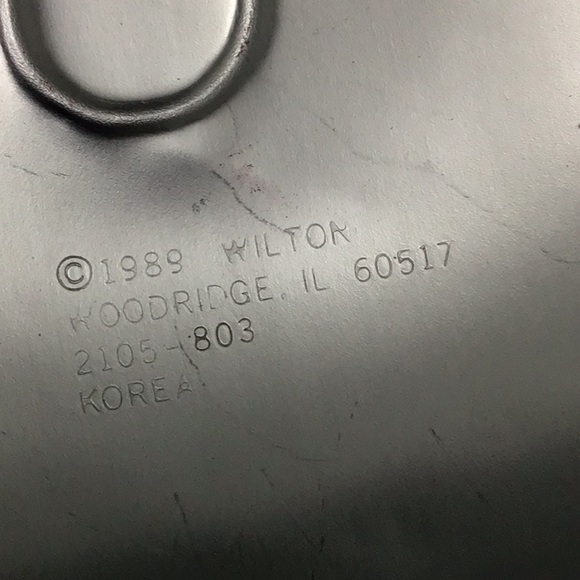 ©1989 WILTON
WOODRIDGE, IL 60517
2105-803
KOREA